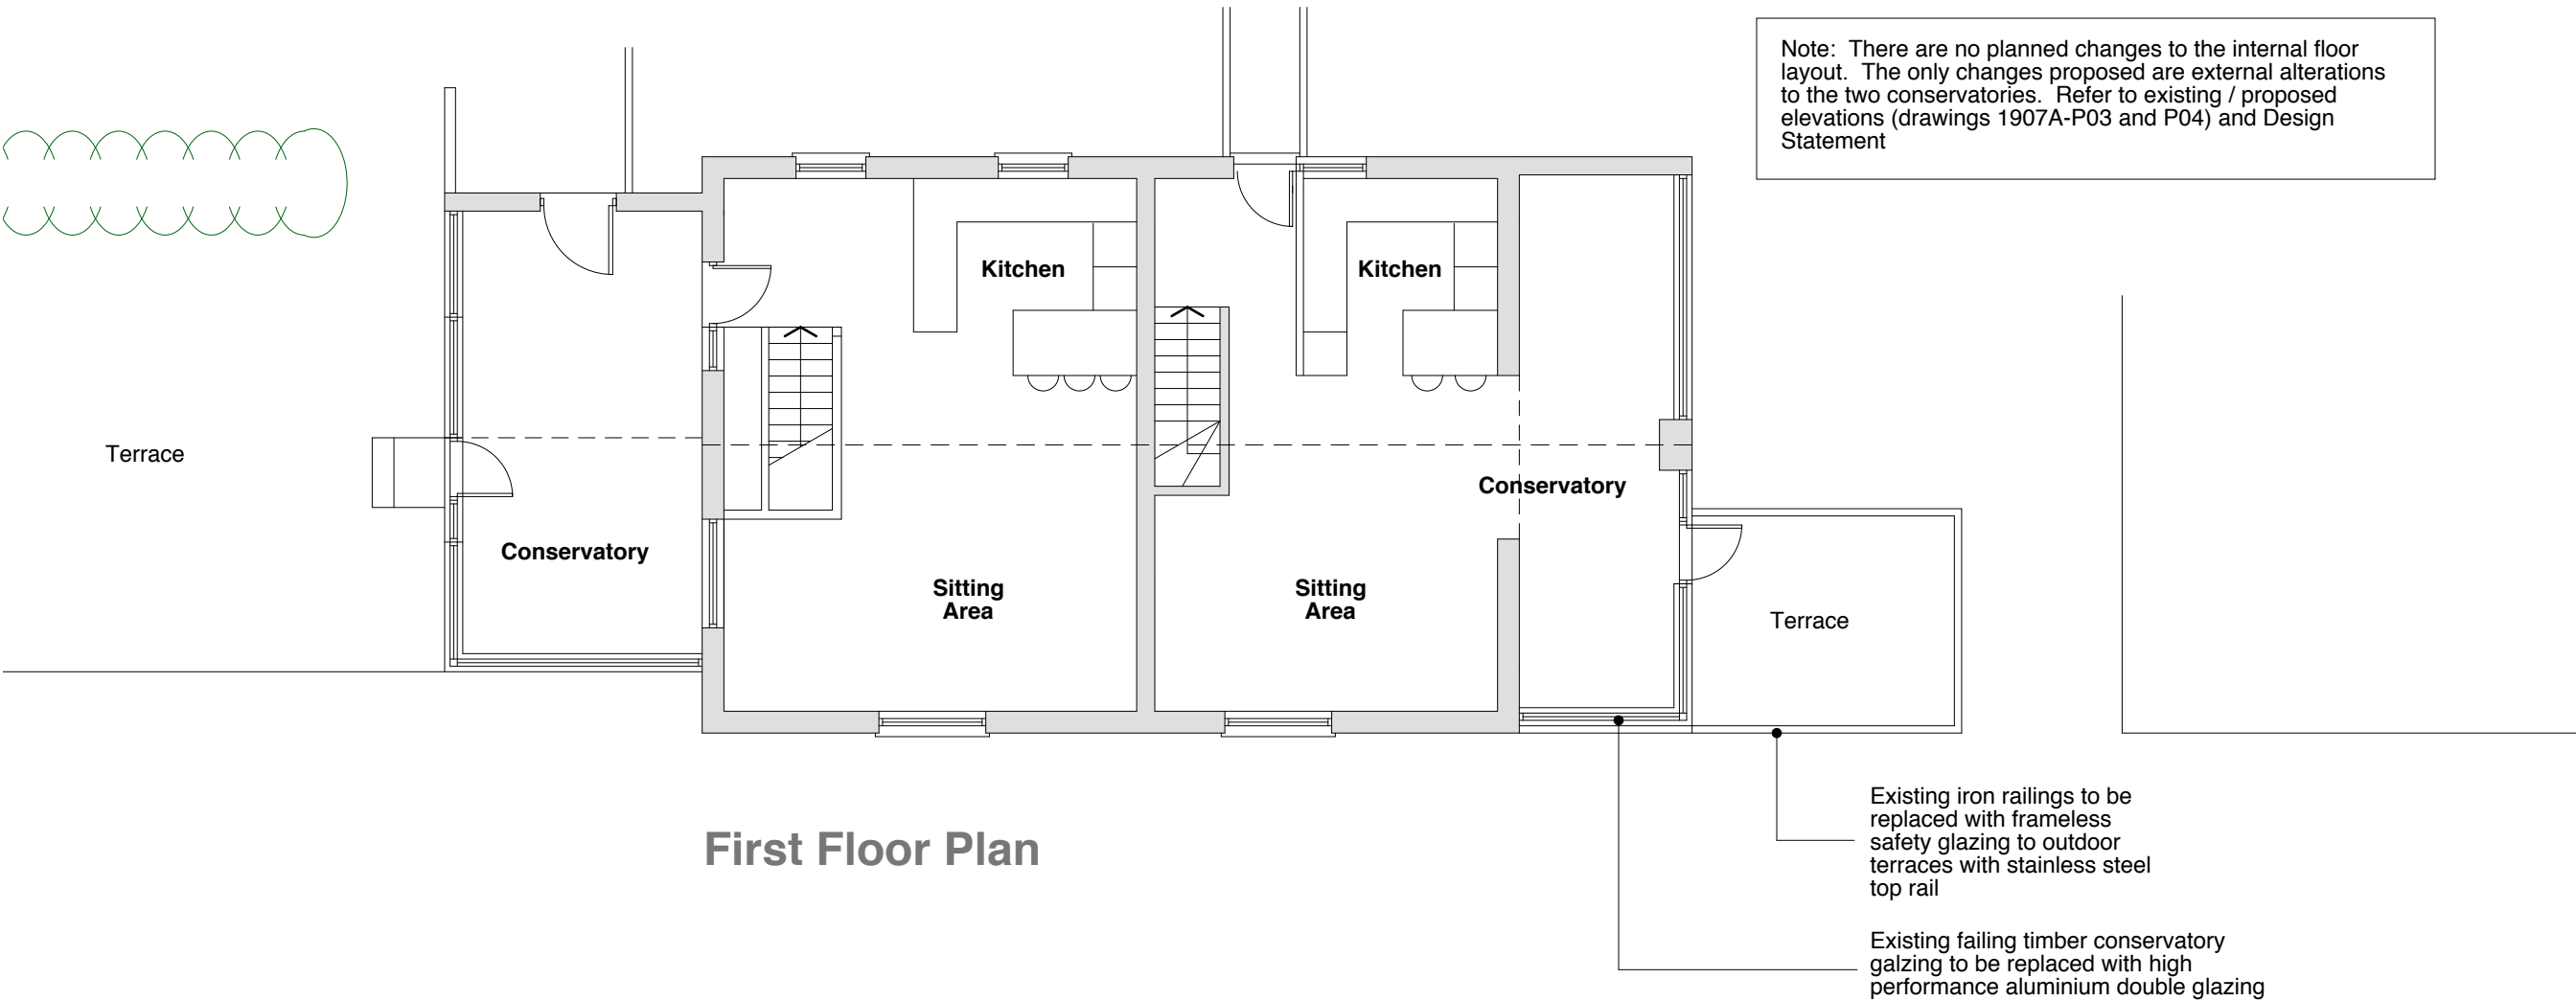 Note: There are no planned changes to the internal floor
layout. The only changes proposed are external alterations
to the two conservatories. Refer to existing / proposed
elevations (drawings 1907A-P03 and P04) and Design
Statement
Kitchen
Kitchen
Terrace
Conservatory
Conservatory
Sitting
Area
Sitting
Area
Terrace
First Floor Plan
Existing iron railings to be
replaced with frameless
safety glazing to outdoor
terraces with stainless steel
top rail
Existing failing timber conservatory
galzing to be replaced with high
performance aluminium double glazing